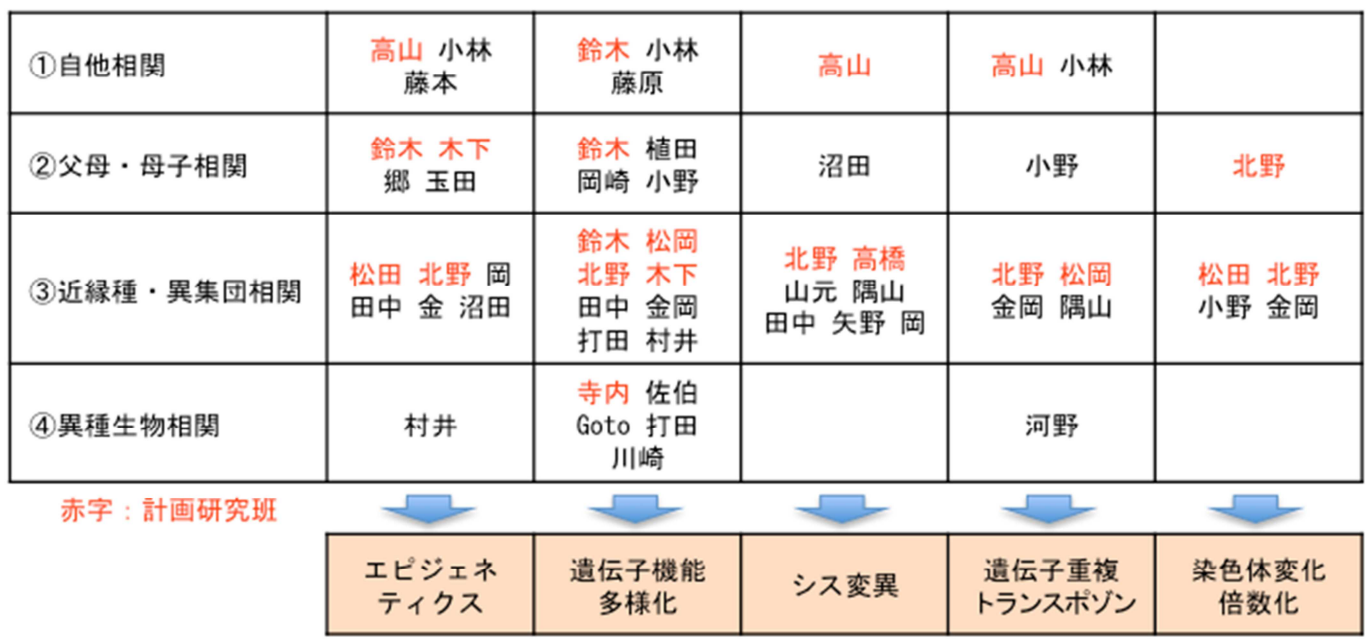 ①自他相関
高山 小林
藤本
鈴木 小林
藤原
高山
高山 小林
②父母・母子相関
鈴木 木下
郷 玉田
鈴木 植田
岡崎 小野
沼田
小野
北野
③近縁種・異集団相関
松田 北野 岡
田中 金 沼田
鈴木 松岡
北野 木下
田中 金岡
打田 村井
北野 高橋
山元 隅山
田中 矢野 岡
北野 松岡
金岡 隅山
松田 北野
小野 金岡
④異種生物相関
村井
寺内 佐伯
Goto 打田
川崎
河野
赤字：計画研究班
エピジェネ
ティクス
遺伝子機能
多様化
シス変異
遺伝子重複
トランスポゾン
染色体変化
倍数化